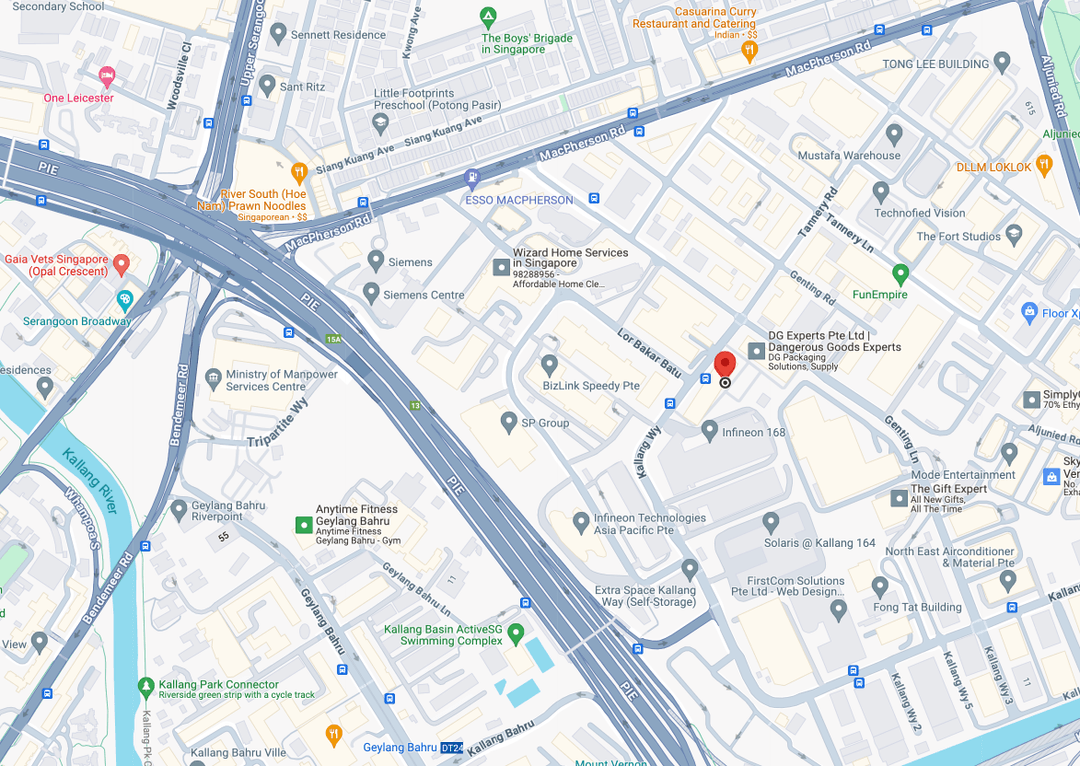 Secondary School
Sennett Residence
Kwong Ave
The Boys' Brigade
in Singapore
Casuarina Curry
Restaurant and Catering
Indian • $$
MacPherson Rd
TONG LEE BUILDING
Aljunied Rd
Upper Serangoo
Woodsville Cl
One Leicester
Sant Ritz
Little Footprints
Preschool (Potong Pasir)
Siang Kuang Ave
Siang Kuang Ave
MacPherson Rd
615
Aljunied
Mustafa Warehouse
DLLM LOKLOK
PIE
River South (Hoe
Nam) Prawn Noodles
Singaporean • $$
ESSO MACPHERSON
Tannery Rd
Tannery Ln
Technofied Vision
The Fort Studios
MacPherson Rd
Gaia Vets Singapore
(Opal Crescent)
Serangoon Broadway
Siemens
Siemens Centre
Wizard Home Services
in Singapore
98288956 -
Affordable Home Cle...
Genting Rd
FunEmpire
Floor Xp
PIE
15A
Lor Bakar Batu
DG Experts Pte Ltd |
Dangerous Goods Experts
DG Packaging
Solutions, Supply
esidences
Ministry of Manpower
Services Centre
Bendemeer Rd
Tripartite Wy
13
BizLink Speedy Pte
SP Group
Kallang Wy
Infineon 168
Genting Ln
Simply
70% Ethy
Aljunied Ro
Kallang River
PIE
Mode Entertainment
The Gift Expert
All New Gifts,
All The Time
Sky
Ver
No.
Exha
Whampoa S
Geylang Bahru
Riverpoint
55
Anytime Fitness
Geylang Bahru
Anytime Fitness
Geylang Bahru - Gym
Infineon Technologies
Asia Pacific Pte
Solaris @ Kallang 164
North East Airconditioner
& Material Pte
Bendemeer Rd
Geylang Bahru
Geylang Bahru Ln
11
Extra Space Kallang
Way (Self-Storage)
FirstCom Solutions
Pte Ltd - Web Design...
Fong Tat Building
Kallan
d
View
Kallang Basin ActiveSG
Swimming Complex
Kallang Park Connector
Riverside green strip with a cycle track
PIE
Kallang Wy 2
Kallang Wy 5
Kallang Wy 3
11
Kallang Pk C
Kallang Bahru Ville
Geylang Bahru DT24
Kallang Bahru
Mount Vernon
Kal